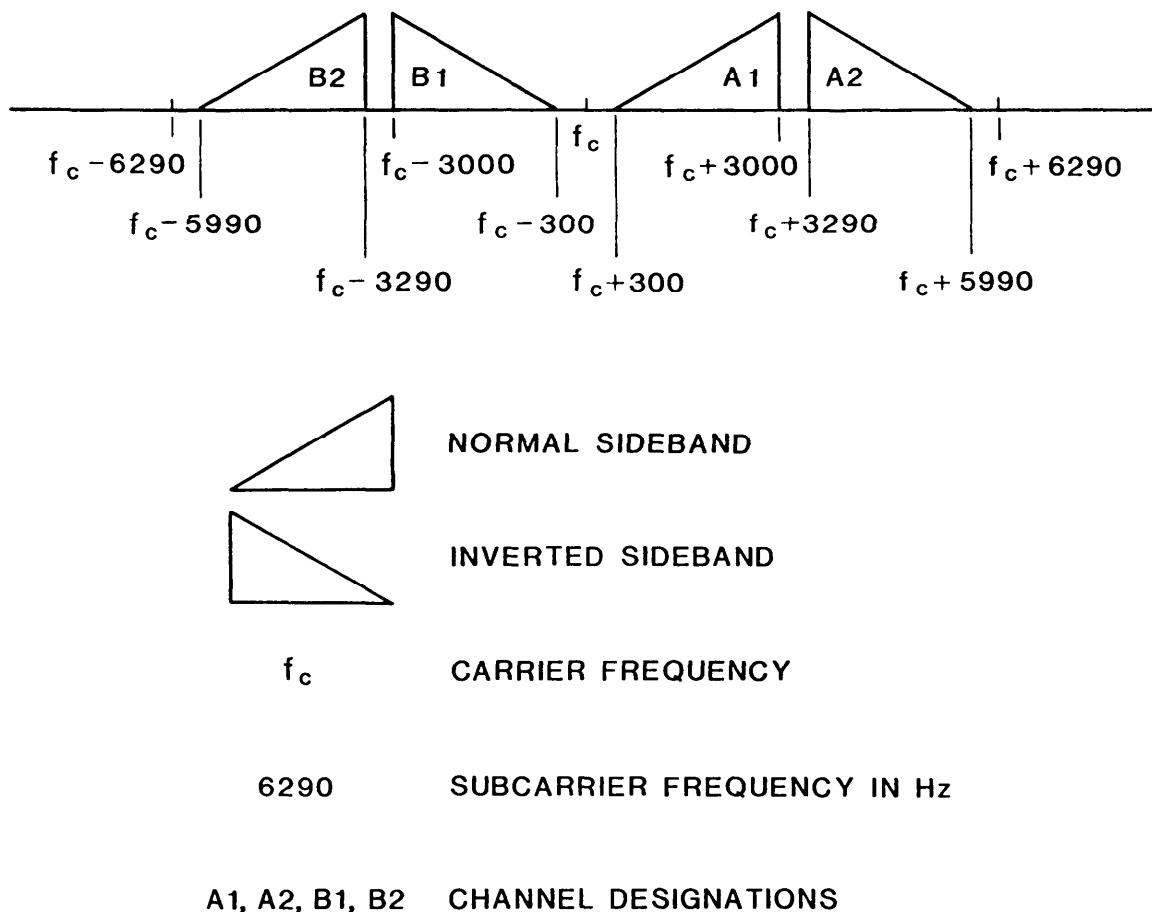 B2 B1 A1 A2
f c
f c − 6290 f c − 3000 f c + 3000 f c + 6290
f c − 5990 f c − 300 f c + 3290
f c − 3290 f c + 300 f c + 5990
NORMAL SIDEBAND
INVERTED SIDEBAND
f c CARRIER FREQUENCY
6290 SUBCARRIER FREQUENCY IN Hz
A1, A2, B1, B2 CHANNEL DESIGNATIONS